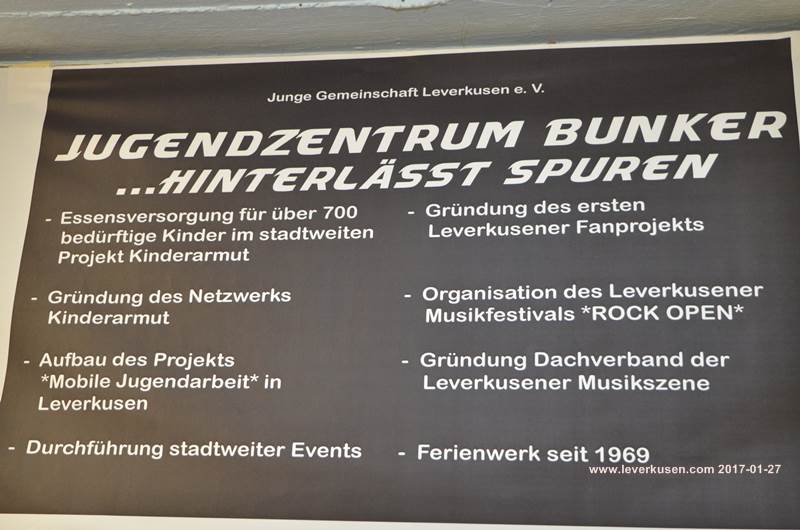 Junge Gemeinschaft Leverkusen e. V.
JUGENDZENTRUM BUNKER
...HINTERLÄSST SPUREN
- Essensversorgung für über 700
bedürftige Kinder im stadtweiten
Projekt Kinderarmut
- Gründung des Netzwerks
Kinderarmut
- Aufbau des Projekts
*Mobile Jugendarbeit* in
Leverkusen
- Durchführung stadtweiter Events
- Gründung des ersten
Leverkusener Fanprojekts
- Organisation des Leverkusener
Musikfestivals *ROCK OPEN*
- Gründung Dachverband der
Leverkusener Musikszene
- Ferienwerk seit 1969
www.leverkusen.com 2017-01-27